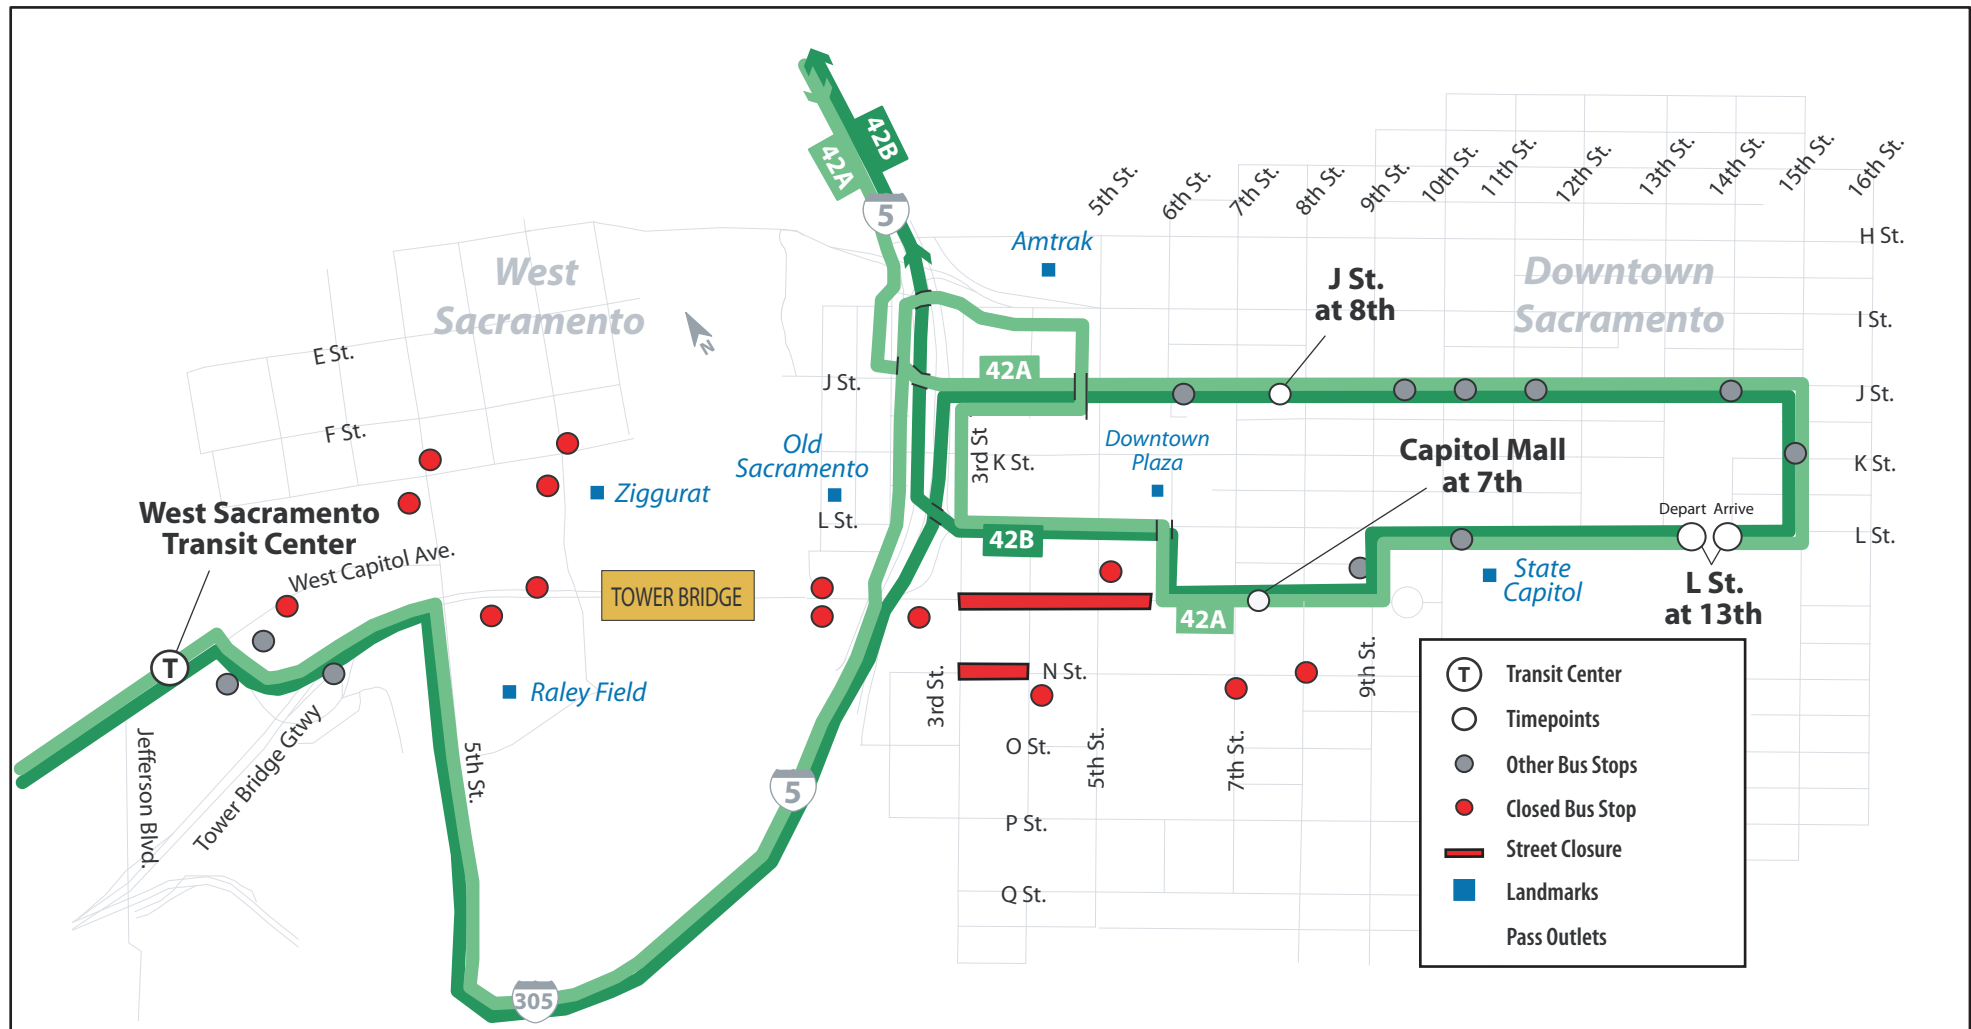 42B
42A
5
5th St.
6th St.
7th St.
8th St.
9th St.
10th St.
11th St.
12th St.
13th St.
14th St.
15th St.
16th St.
H St.
Amtrak
West
Sacramento
Downtown
Sacramento
J St.
at 8th
I St.
N
E St.
J St.
42A
J St.
F St.
Old
Sacramento
3rd St
K St.
Downtown
Plaza
Capitol Mall
at 7th
K St.
Ziggurat
L St.
West Sacramento
Transit Center
West Capitol Ave.
42B
Depart Arrive
L St.
State
Capitol
L St.
at 13th
TOWER BRIDGE
42A
T
Raley Field
3rd St.
N St.
9th St.
Jefferson Blvd.
Tower Bridge Gtwy
5th St.
O St.
5th St.
7th St.
5
P St.
Q St.
305
T Transit Center
Timepoints
Other Bus Stops
Closed Bus Stop
Street Closure
Landmarks
Pass Outlets